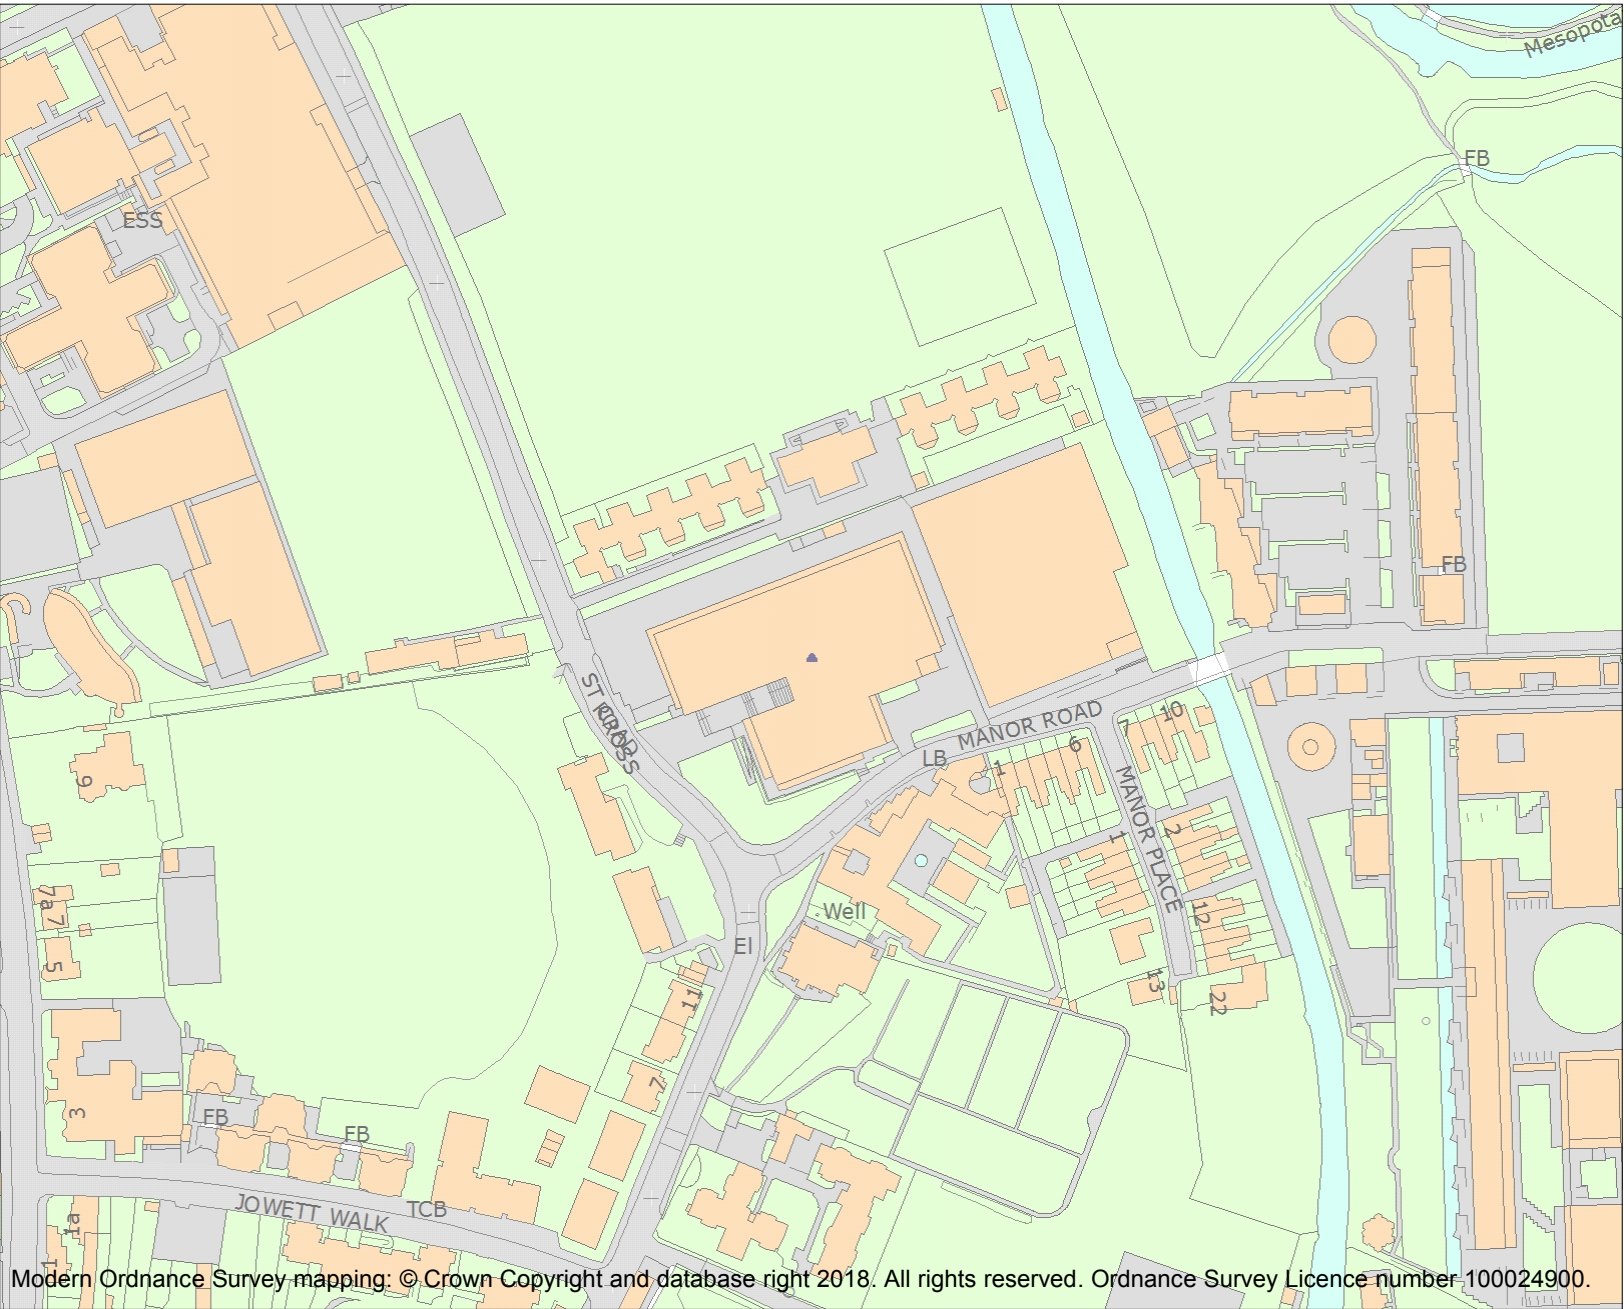 Mesopota
FB
ESS
FB
ST CROSS
ROAD
MANOR ROAD
LB
1
6
7
10
MANOR PLACE
1
2
9
7a
7
5
Well
El
12
13
22
11
7
3
FB
FB
JOWETT WALK
TCB
1a
1
Modern Ordnance Survey mapping: © Crown Copyright and database right 2018. All rights reserved. Ordnance Survey Licence number 100024900.